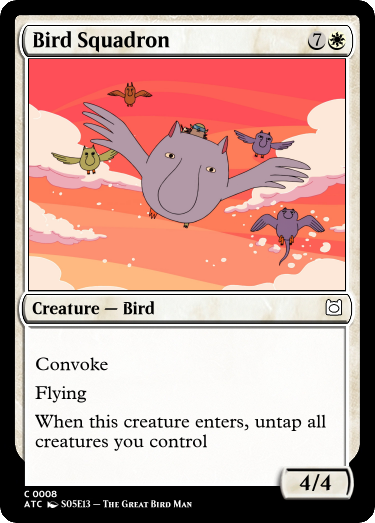 Bird Squadron 7
Creature — Bird
Convoke
Flying
When this creature enters, untap all
creatures you control
4/4
C 0008
ATC S05E13 – The Great Bird Man